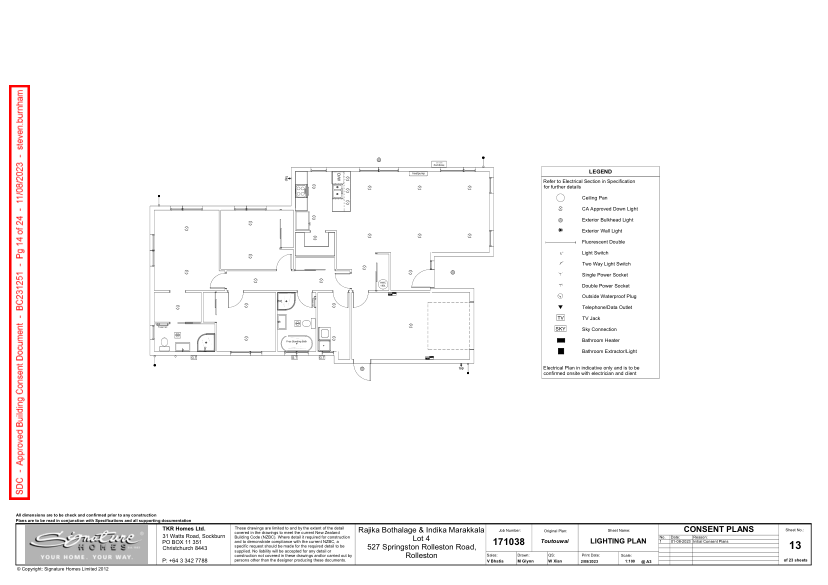 SDC - Approved Building Consent Document - BC231251 - Pg 14 of 24 - 11/08/2023 - steven.burnham
LEGEND
Refer to Electrical Section in Specification
for further details
Ceiling Fan
CA Approved Down Light
Exterior Bulkhead Light
Exterior Wall Light
Fluorescent Double
Light Switch
Two Way Light Switch
Single Power Socket
Double Power Socket
Outside Waterproof Plug
Telephone/Data Outlet
TV
TV Jack
SKY
Sky Connection
Bathroom Heater
Bathroom Extractor/Light
Electrical Plan in indicative only and is to be
confirmed onsite with electrician and client
All dimensions are to be check and confirmed prior to any construction
Plans are to be read in conjunction with Specifications and all supporting documentation
Signature
HOMES
YOUR HOME. YOUR WAY.
TKR Homes Ltd.
31 Watts Road, Sockburn
PO BOX 11 351
Christchurch 8443
P: +64 3 342 7788
These drawings are limited to and by the extent of the detail
covered in the drawings to meet the current New Zealand
Building Code (NZBC). Where detail it required for construction
and to demonstrate compliance with the current NZBC, a
specific request should be made for the required detail to be
supplied. No liability will be accepted for any detail or
construction not covered in these drawings and/or carried out by
persons other than the designer producing these documents.
Rajika Bothalage & Indika Marakkala
Lot 4
527 Springston Rolleston Road,
Rolleston
Job Number:
171038
Sales:
V Bhatia
Drawn:
M Glynn
Original Plan:
Toutouwai
QS:
W Xian
Sheet Name:
LIGHTING PLAN
Print Date:
2/08/2023
Scale:
1:100 @ A3
CONSENT PLANS
No. Date: Reason:
1 01-08-2023 Initial Consent Plans
Sheet No.:
13
of 23 sheets
© Copyright: Signature Homes Limited 2012